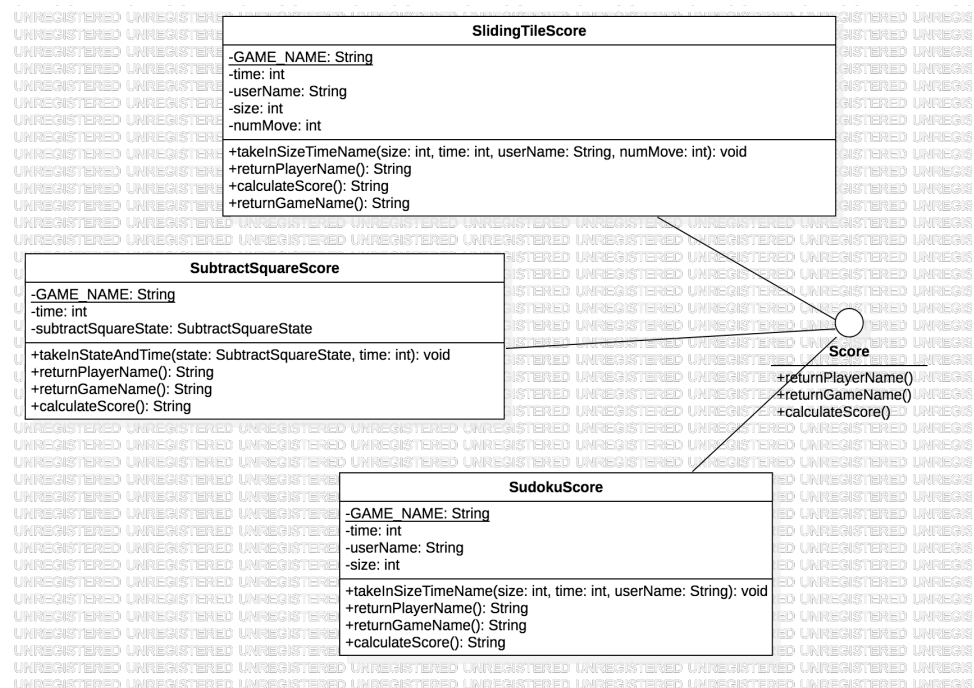 SlidingTileScore
-GAME_NAME: String
-time: int
-userName: String
-size: int
-numMove: int
+takeInSizeTimeName(size: int, time: int, userName: String, numMove: int): void
+returnPlayerName(): String
+calculateScore(): String
+returnGameName(): String
SubtractSquareScore
-GAME_NAME: String
-time: int
-subtractSquareState: SubtractSquareState
+takeInStateAndTime(state: SubtractSquareState, time: int): void
+returnPlayerName(): String
+returnGameName(): String
+calculateScore(): String
Score
+returnPlayerName()
+returnGameName()
+calculateScore()
SudokuScore
-GAME_NAME: String
-time: int
-userName: String
-size: int
+takeInSizeTimeName(size: int, time: int, userName: String): void
+returnPlayerName(): String
+returnGameName(): String
+calculateScore(): String
UNREGISTERED